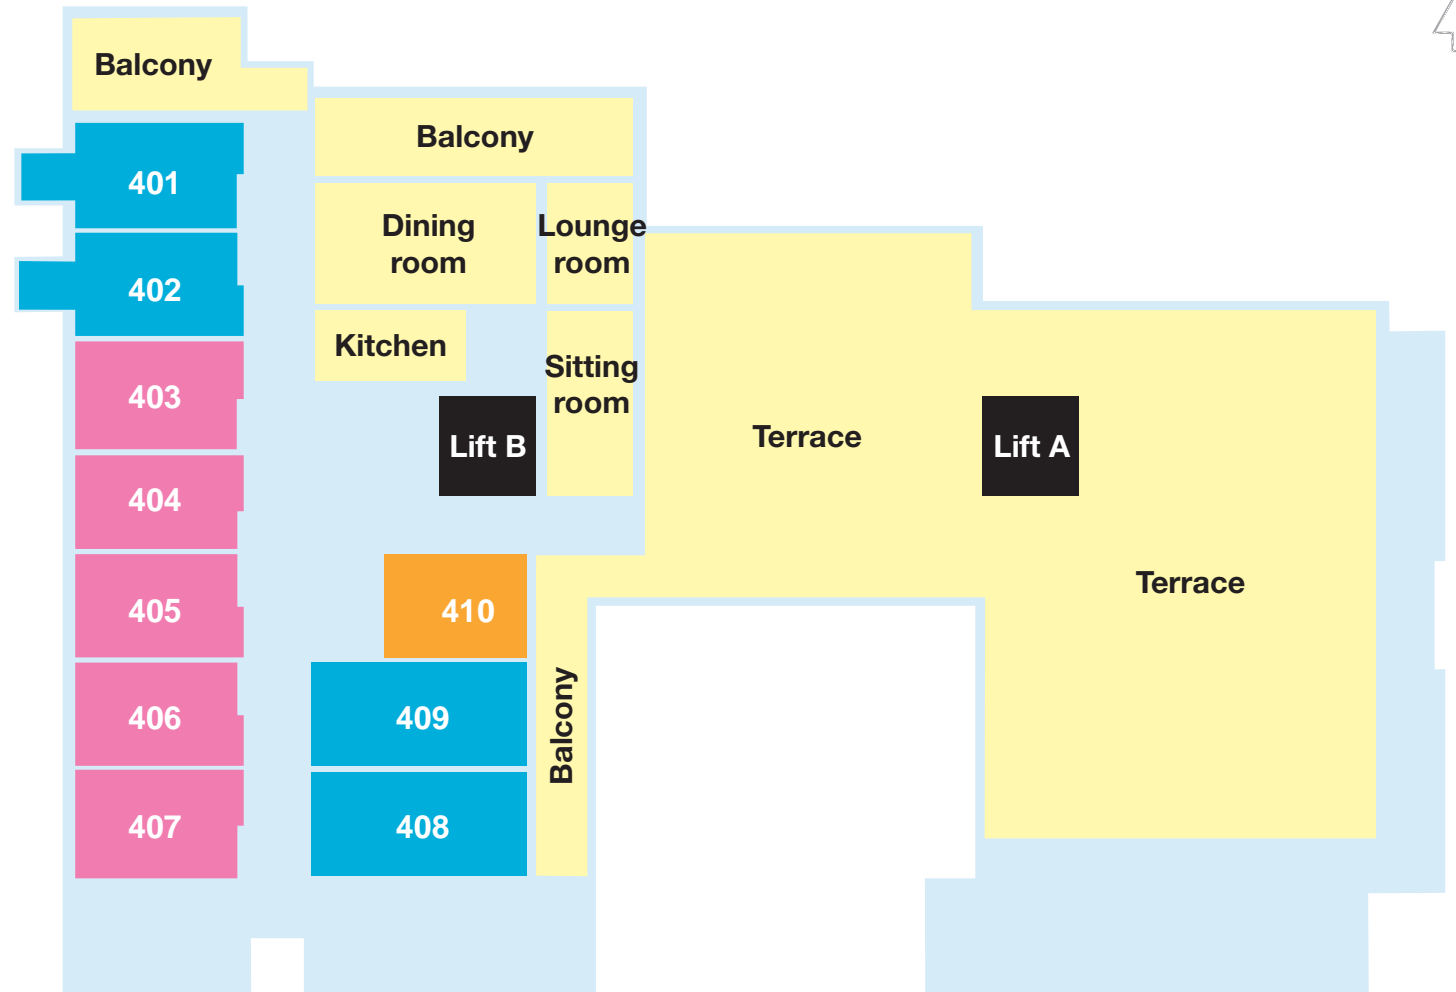 Balcony
Balcony
401
Dining
room
Lounge
room
402
Kitchen
Sitting
room
403
Lift B
Terrace
Lift A
404
Terrace
405
410
406
409
Balcony
407
408